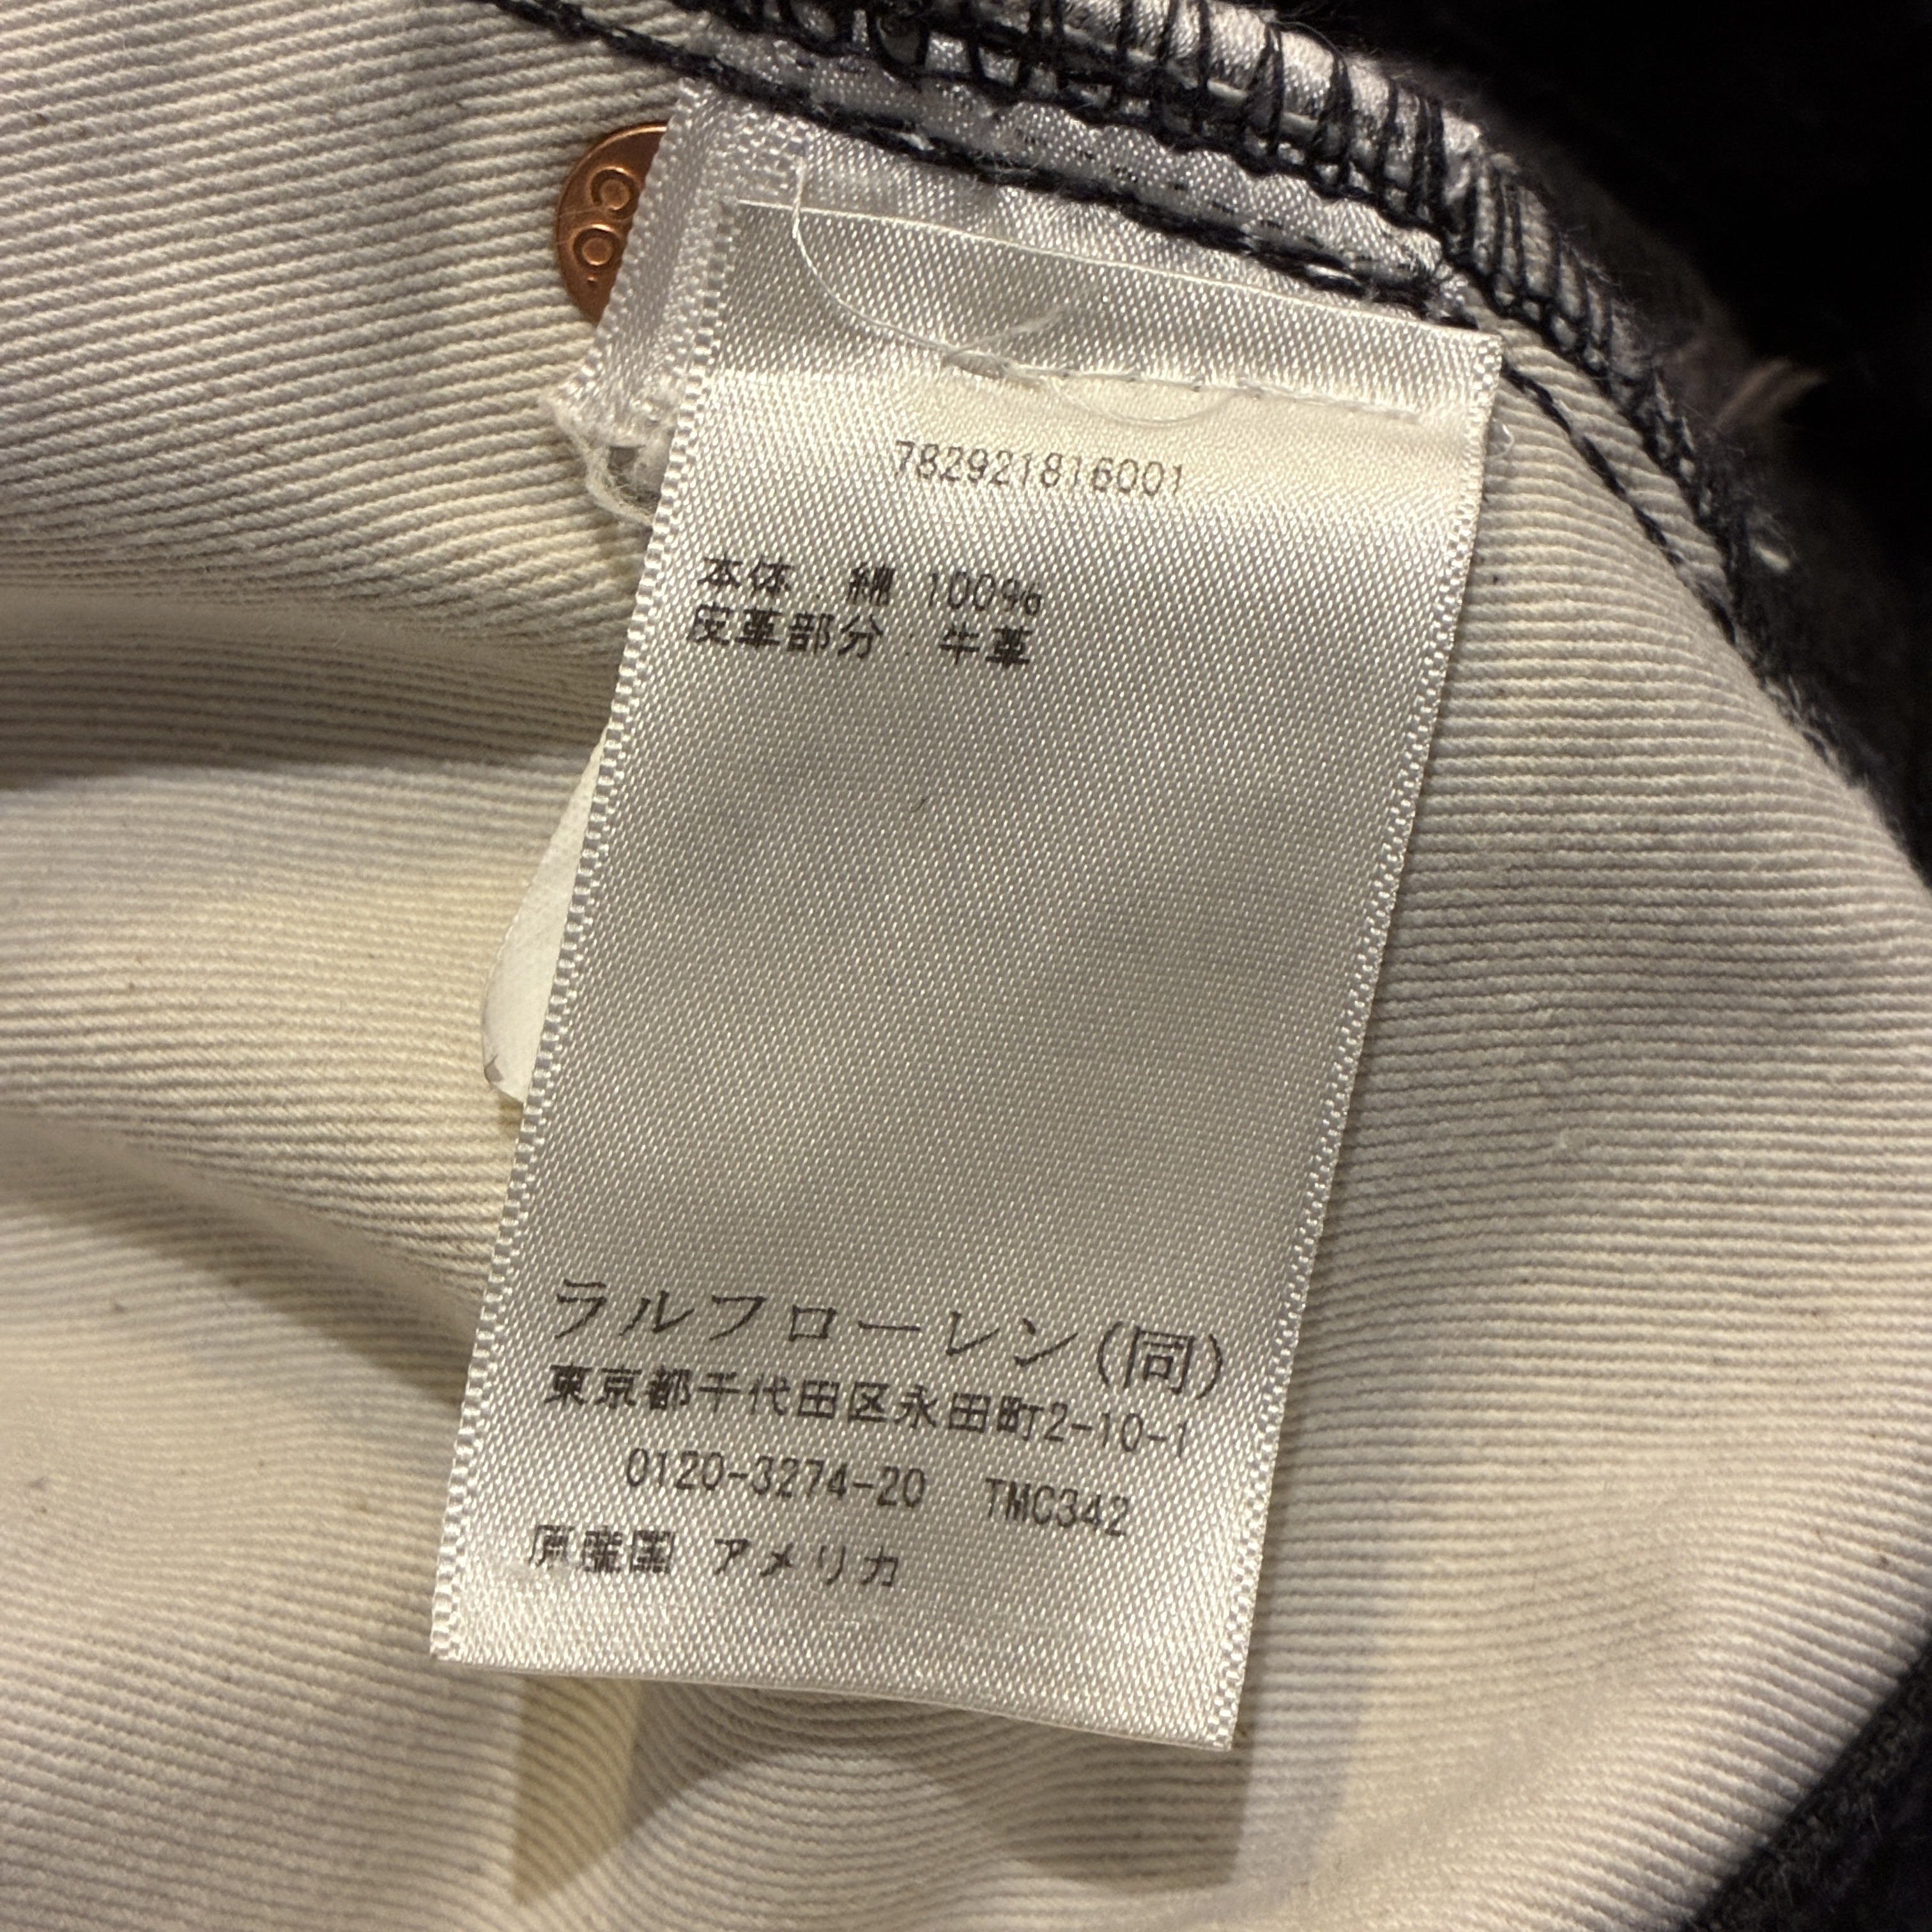 CO.
782921816001
本体:綿 100%
皮革部分:牛革
ラルフローレン(同)
東京都千代田区永田町2-10-1
0120-3274-20 TMC342
原産国 アメリカ